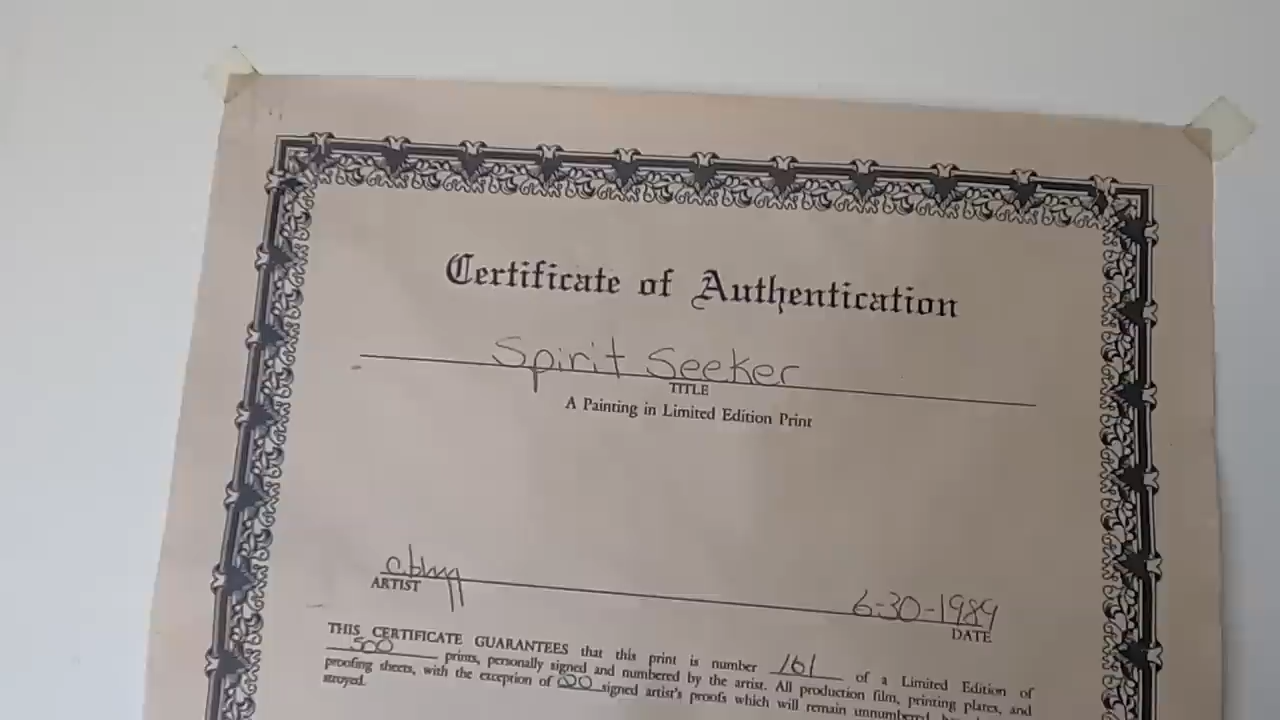 Certificate of Authentication
Spirit Seeker
TITLE
A Painting in Limited Edition Print
ARTIST
6-30-1989
DATE
THIS CERTIFICATE GUARANTEES that this print is number 161 of a Limited Edition of
500 prints, personally signed and numbered by the artist. All production film, printing plates, and
proofing sheets, with the exception of signed artist's proofs which will remain unnumbered,
stroyed.